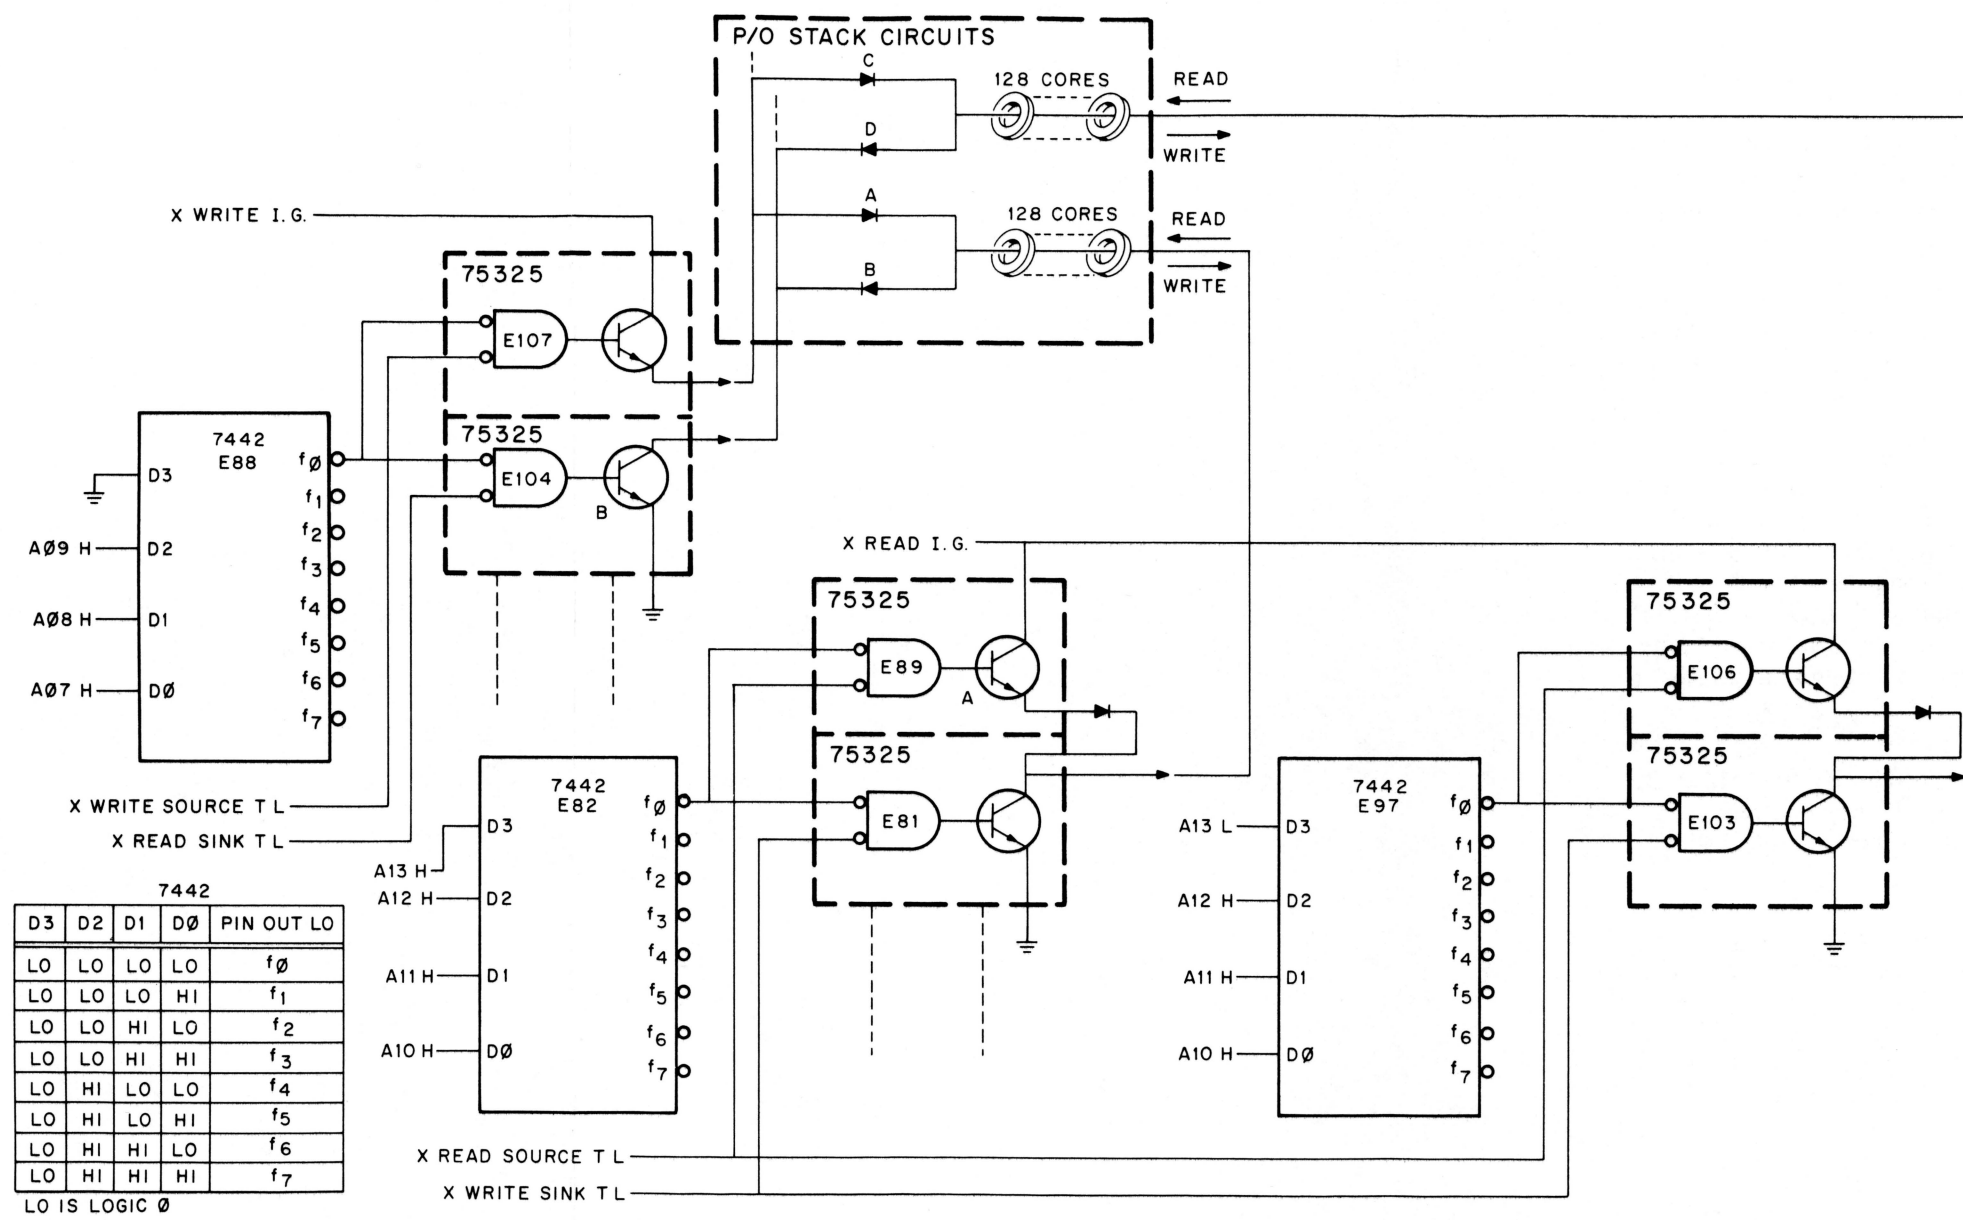 P/O STACK CIRCUITS
C
128 CORES
READ
D
WRITE
A
128 CORES
READ
B
WRITE
X WRITE I.G.
75325
E107
75325
E104
B
7442
E88
D3
A09 H
D2
A08 H
D1
A07 H
DØ
fØ
f1
f2
f3
f4
f5
f6
f7
X WRITE SOURCE T L
X READ SINK T L
X READ I.G.
75325
E89
A
75325
E81
7442
E82
A13 H
D3
A12 H
D2
A11 H
D1
A10 H
DØ
fØ
f1
f2
f3
f4
f5
f6
f7
75325
E106
75325
E103
7442
E97
A13 L
D3
A12 H
D2
A11 H
D1
A10 H
DØ
fØ
f1
f2
f3
f4
f5
f6
f7
X READ SOURCE T L
X WRITE SINK T L
7442
D3 D2 D1 DØ PIN OUT LO
LO LO LO LO fØ
LO LO LO HI f1
LO LO HI LO f2
LO LO HI HI f3
LO HI LO LO f4
LO HI LO HI f5
LO HI HI LO f6
LO HI HI HI f7
LO IS LOGIC Ø